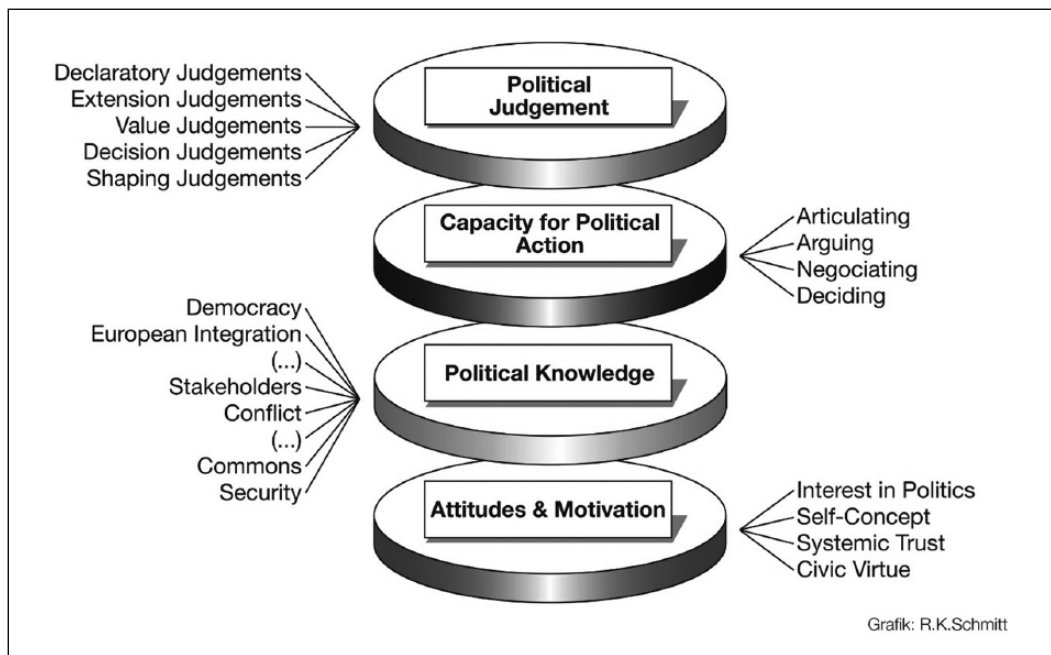 Declaratory Judgements
Extension Judgements
Value Judgements
Decision Judgements
Shaping Judgements
Political
Judgement
Capacity for Political
Action
Articulating
Arguing
Negociating
Deciding
Democracy
European Integration
(...)
Stakeholders
Conflict
(...)
Commons
Security
Political Knowledge
Attitudes & Motivation
Interest in Politics
Self-Concept
Systemic Trust
Civic Virtue
Grafik: R.K.Schmitt